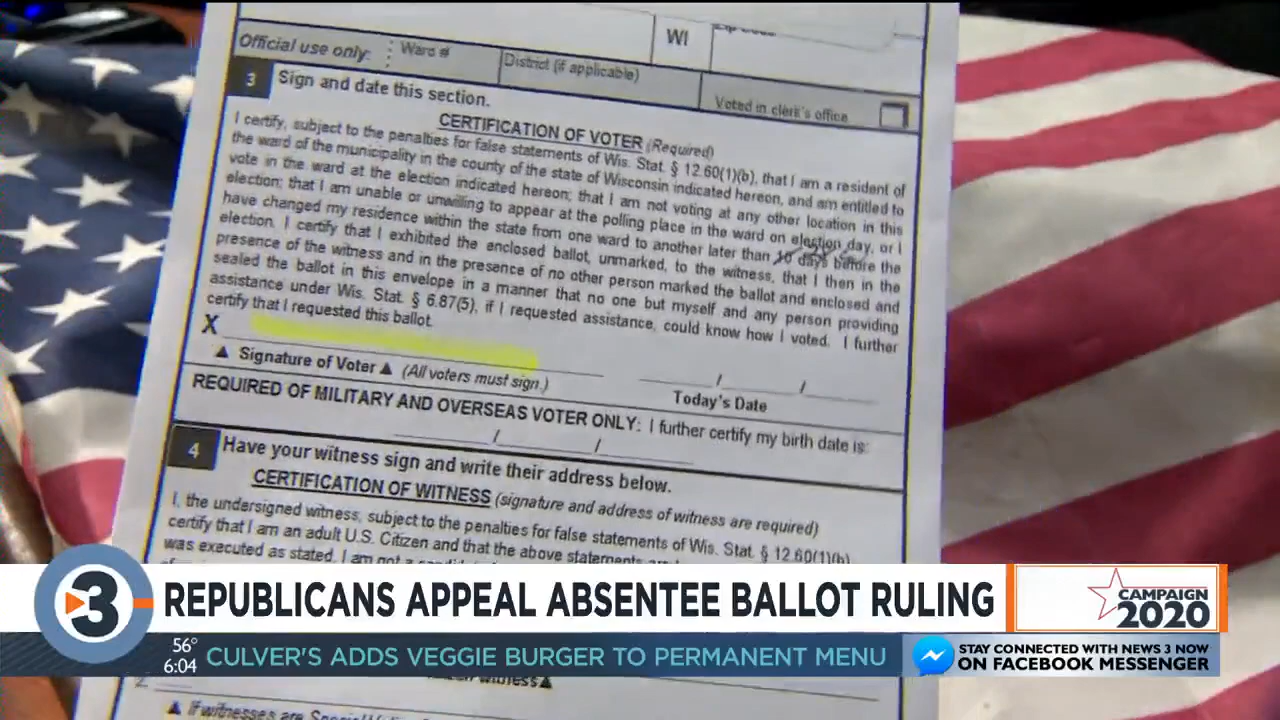 WI
Zip Code
Official use only: Ward # District (if applicable) Voted in clerk's office
3 Sign and date this section.
CERTIFICATION OF VOTER (Required)
I certify, subject to the penalties for false statements of Wis. Stat. § 12.60(1)(b), that I am a resident of
the ward of the municipality in the county of the state of Wisconsin indicated hereon, and am entitled to
vote in the ward at the election indicated hereon; that I am not voting at any other location in this
election; that I am unable or unwilling to appear at the polling place in the ward on election day, or I
have changed my residence within the state from one ward to another later than 10 days before the
election. I certify that I exhibited the enclosed ballot, unmarked, to the witness, that I then in the
presence of the witness and in the presence of no other person marked the ballot and enclosed and
sealed the ballot in this envelope in a manner that no one but myself and any person providing
assistance under Wis. Stat. § 6.87(5), if I requested assistance, could know how I voted. I further
certify that I requested this ballot.
X
▲ Signature of Voter ▲ (All voters must sign.) / / Today's Date
REQUIRED OF MILITARY AND OVERSEAS VOTER ONLY: I further certify my birth date is:
/ /
4 Have your witness sign and write their address below.
CERTIFICATION OF WITNESS (signature and address of witness are required)
I, the undersigned witness, subject to the penalties for false statements of Wis. Stat. § 12.60(1)(b),
certify that I am an adult U.S. Citizen and that the above statements
was executed as stated. I am not a
3
REPUBLICANS APPEAL ABSENTEE BALLOT RULING
CAMPAIGN
2020
56°
6:04
CULVER'S ADDS VEGGIE BURGER TO PERMANENT MENU
STAY CONNECTED WITH NEWS 3 NOW
ON FACEBOOK MESSENGER
witness▲
▲ If witnesses are Special